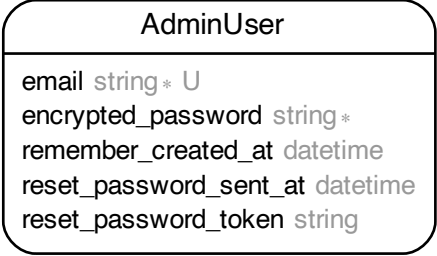 AdminUser
email string * U
encrypted_password string *
remember_created_at datetime
reset_password_sent_at datetime
reset_password_token string